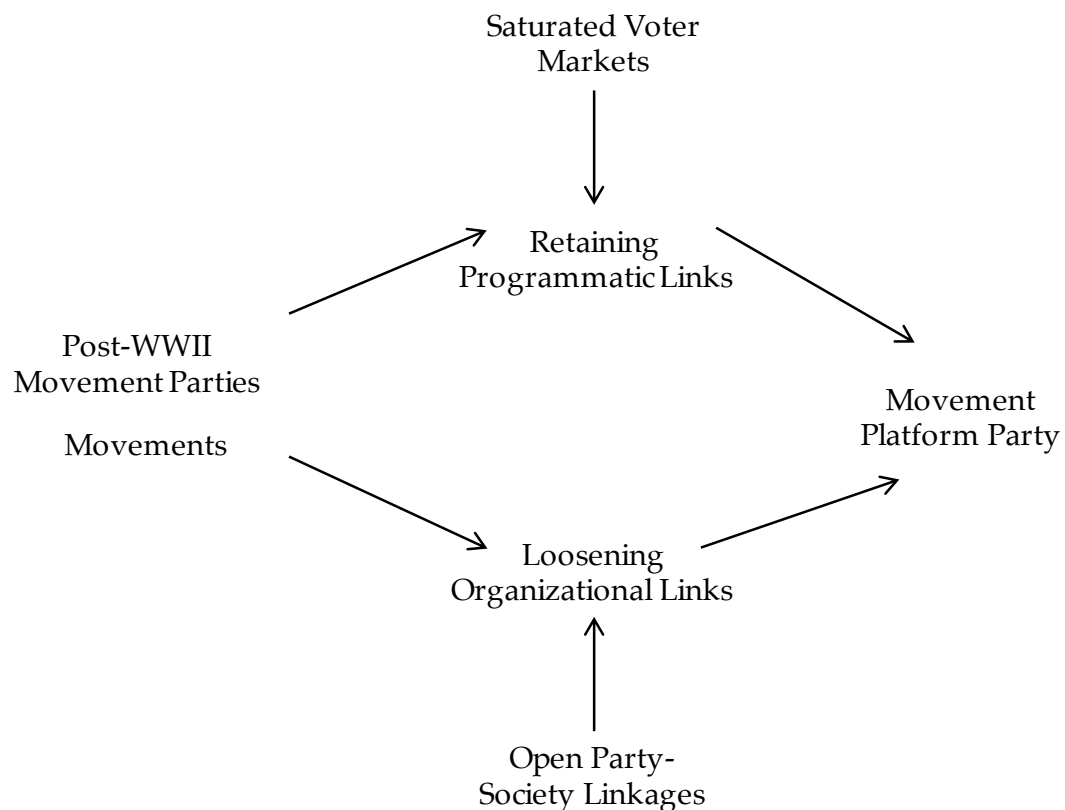 Saturated Voter
Markets
Retaining
Programmatic Links
Post-WWII
Movement Parties
Movements
Movement
Platform Party
Loosening
Organizational Links
Open Party-
Society Linkages